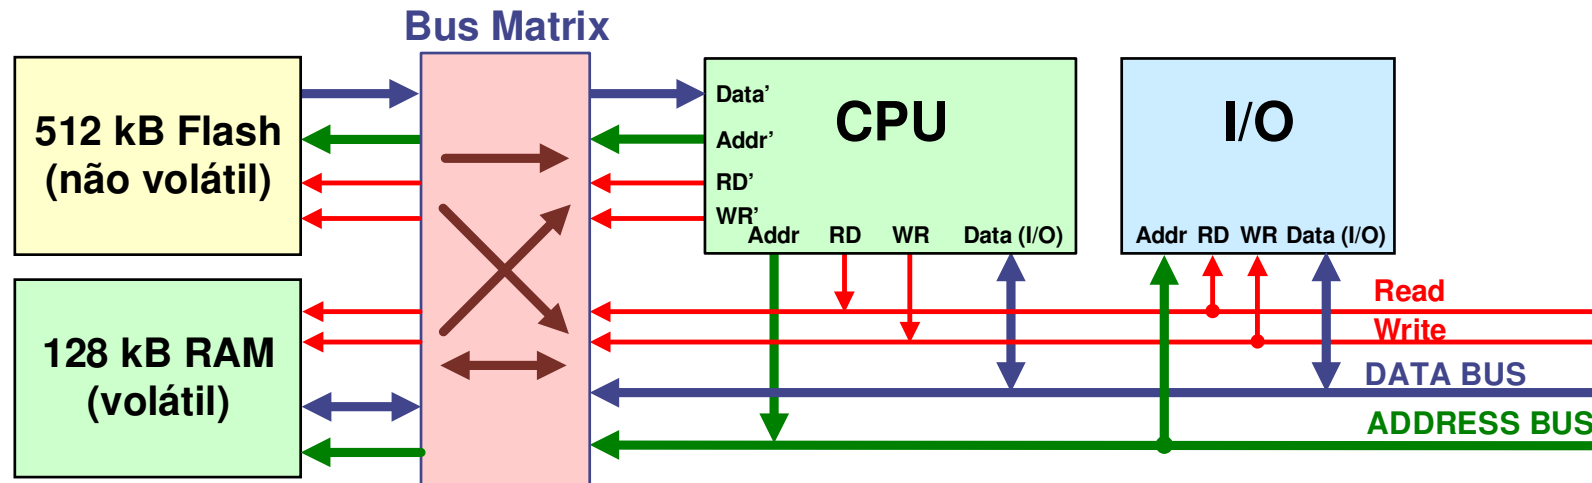 Bus Matrix
512 kB Flash
(não volátil)
Data’
Addr’
RD’
WR’
CPU
Addr RD WR Data (I/O)
I/O
Addr RD WR Data (I/O)
128 kB RAM
(volátil)
Read
Write
DATA BUS
ADDRESS BUS